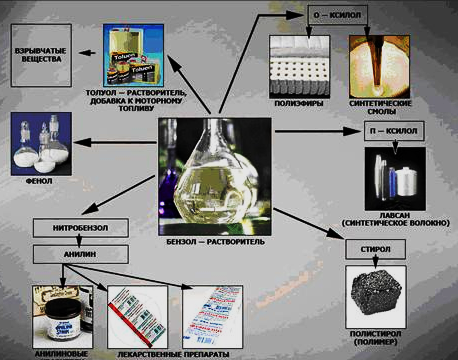 О – КСИЛОЛ
ВЗРЫВЧАТЫЕ
ВЕЩЕСТВА
Toluen
ТОЛУОЛ – РАСТВОРИТЕЛЬ,
ДОБАВКА К МОТОРНОМУ
ТОПЛИВУ
ПОЛИЭФИРЫ
СИНТЕТИЧЕСКИЕ
СМОЛЫ
П – КСИЛОЛ
ФЕНОЛ
ЛАВСАН
(СИНТЕТИЧЕСКОЕ ВОЛОКНО)
НИТРОБЕНЗОЛ
БЕНЗОЛ – РАСТВОРИТЕЛЬ
АНИЛИН
СТИРОЛ
ПОЛИСТИРОЛ
(ПОЛИМЕР)
АНИЛИНОВЫЕ
ЛЕКАРСТВЕННЫЕ ПРЕПАРАТЫ